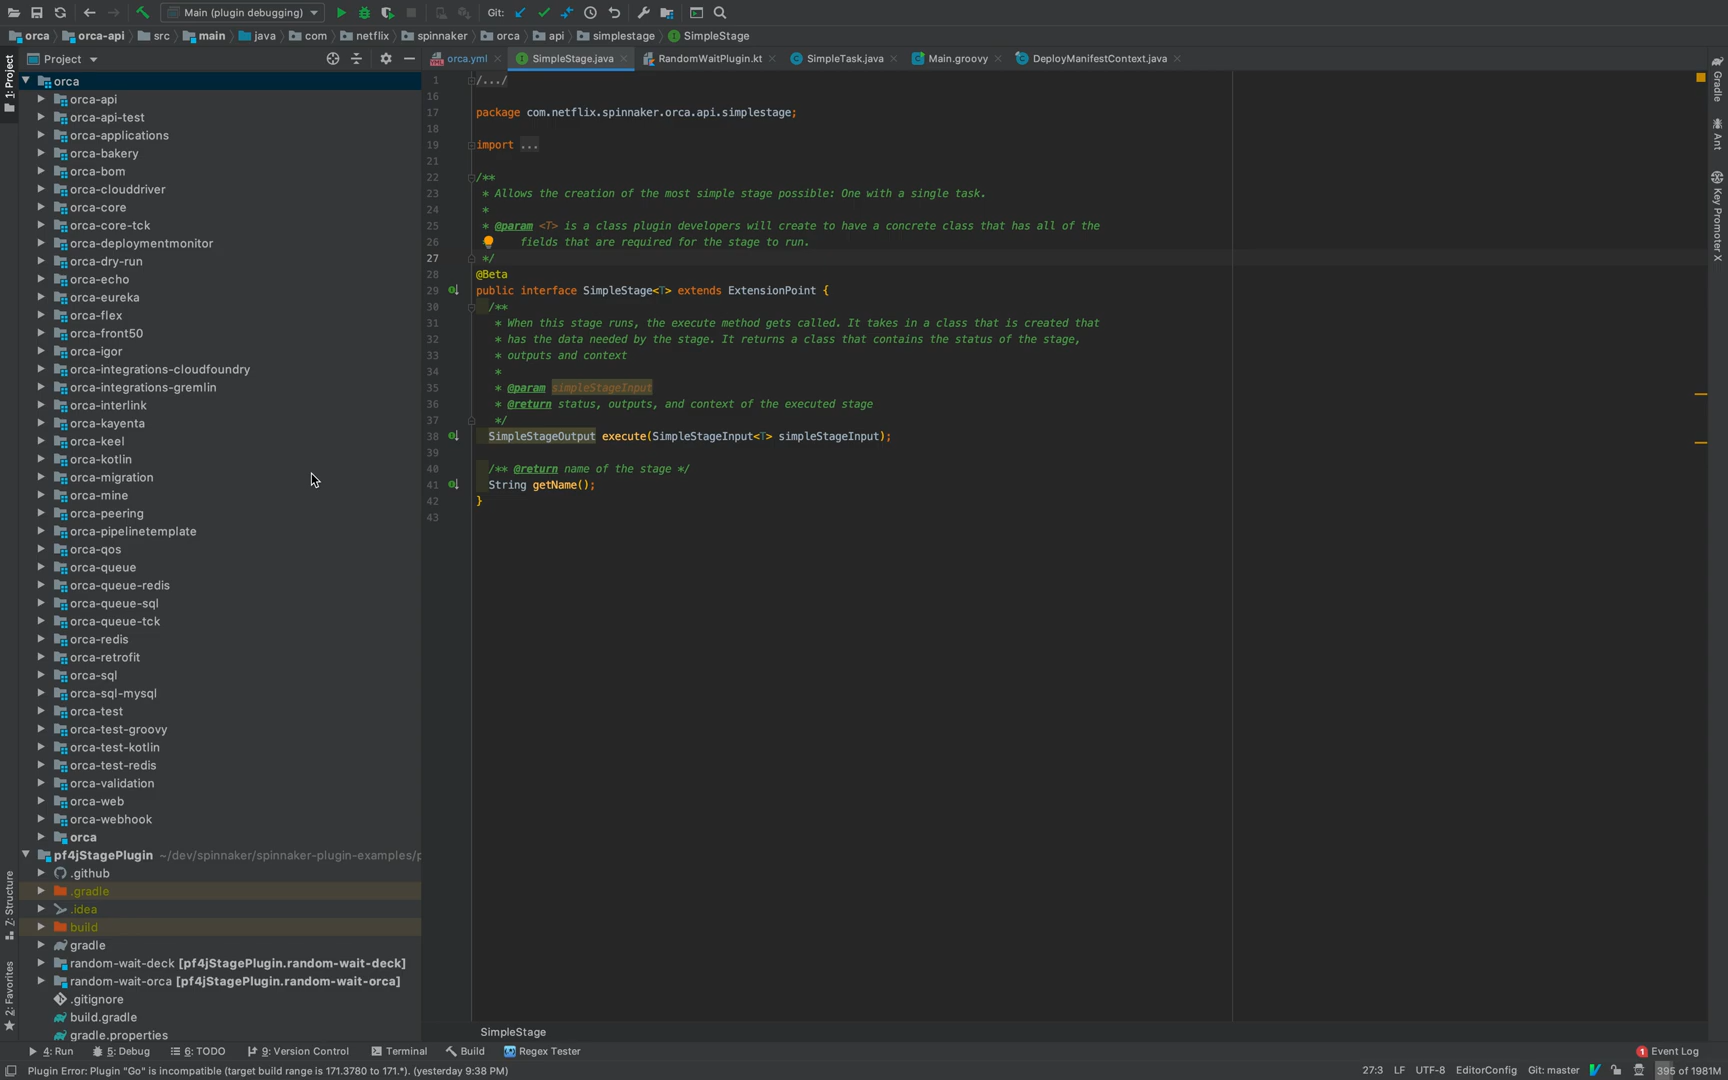 Main (plugin debugging)
Git:
orca
orca-api
src
main
java
com
netflix
spinnaker
orca
api
simplestage
SimpleStage
Project
orca.yml
SimpleStage.java
RandomWaitPlugin.kt
SimpleTask.java
Main.groovy
DeployManifestContext.java
1: Project
Z: Structure
2: Favorites
Gradle
Ant
Key Promoter X
orca
orca-api
orca-api-test
orca-applications
orca-bakery
orca-bom
orca-clouddriver
orca-core
orca-core-tck
orca-deploymentmonitor
orca-dry-run
orca-echo
orca-eureka
orca-flex
orca-front50
orca-igor
orca-integrations-cloudfoundry
orca-integrations-gremlin
orca-interlink
orca-kayenta
orca-keel
orca-kotlin
orca-migration
orca-mine
orca-peering
orca-pipelinetemplate
orca-qos
orca-queue
orca-queue-redis
orca-queue-sql
orca-queue-tck
orca-redis
orca-retrofit
orca-sql
orca-sql-mysql
orca-test
orca-test-groovy
orca-test-kotlin
orca-test-redis
orca-validation
orca-web
orca-webhook
orca
pf4jStagePlugin ~/dev/spinnaker/spinnaker-plugin-examples/p
.github
.gradle
.idea
build
gradle
random-wait-deck [pf4jStagePlugin.random-wait-deck]
random-wait-orca [pf4jStagePlugin.random-wait-orca]
.gitignore
build.gradle
gradle.properties
1 /.../
16
17 package com.netflix.spinnaker.orca.api.simplestage;
18
19 import ...
21
22 /**
23 * Allows the creation of the most simple stage possible: One with a single task.
24 *
25 * @param <T> is a class plugin developers will create to have a concrete class that has all of the
26 fields that are required for the stage to run.
27 */
28 @Beta
29 public interface SimpleStage<T> extends ExtensionPoint {
30 /**
31 * When this stage runs, the execute method gets called. It takes in a class that is created that
32 * has the data needed by the stage. It returns a class that contains the status of the stage,
33 * outputs and context
34 *
35 * @param simpleStageInput
36 * @return status, outputs, and context of the executed stage
37 */
38 SimpleStageOutput execute(SimpleStageInput<T> simpleStageInput);
39
40 /** @return name of the stage */
41 String getName();
42 }
43
SimpleStage
4: Run
5: Debug
6: TODO
9: Version Control
Terminal
Build
Regex Tester
1 Event Log
Plugin Error: Plugin "Go" is incompatible (target build range is 171.3780 to 171.*). (yesterday 9:38 PM)
27:3
LF
UTF-8
EditorConfig
Git: master
395 of 1981M